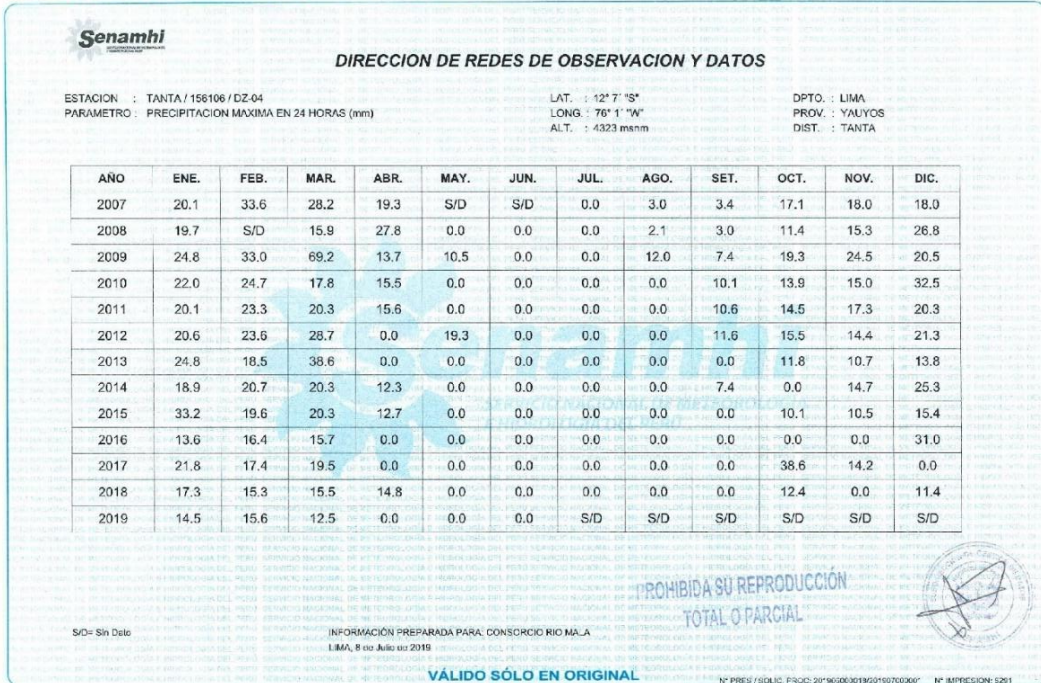 Senamhi
DIRECCION DE REDES DE OBSERVACION Y DATOS
ESTACION : TANTA / 156106 / DZ-04
PARAMETRO : PRECIPITACION MAXIMA EN 24 HORAS (mm)
LAT. : 12° 7' "S"
LONG. : 76° 1' "W"
ALT. : 4323 msnm
DPTO. : LIMA
PROV. : YAUYOS
DIST. : TANTA
AÑO ENE. FEB. MAR. ABR. MAY. JUN. JUL. AGO. SET. OCT. NOV. DIC.
2007 20.1 33.6 28.2 19.3 S/D S/D 0.0 3.0 3.4 17.1 18.0 18.0
2008 19.7 S/D 15.9 27.8 0.0 0.0 0.0 2.1 3.0 11.4 15.3 26.8
2009 24.8 33.0 69.2 13.7 10.5 0.0 0.0 12.0 7.4 19.3 24.5 20.5
2010 22.0 24.7 17.8 15.5 0.0 0.0 0.0 0.0 10.1 13.9 15.0 32.5
2011 20.1 23.3 20.3 15.6 0.0 0.0 0.0 0.0 10.6 14.5 17.3 20.3
2012 20.6 23.6 28.7 0.0 19.3 0.0 0.0 0.0 11.6 15.5 14.4 21.3
2013 24.8 18.5 38.6 0.0 0.0 0.0 0.0 0.0 0.0 11.8 10.7 13.8
2014 18.9 20.7 20.3 12.3 0.0 0.0 0.0 0.0 7.4 0.0 14.7 25.3
2015 33.2 19.6 20.3 12.7 0.0 0.0 0.0 0.0 0.0 10.1 10.5 15.4
2016 13.6 16.4 15.7 0.0 0.0 0.0 0.0 0.0 0.0 0.0 0.0 31.0
2017 21.8 17.4 19.5 0.0 0.0 0.0 0.0 0.0 0.0 38.6 14.2 0.0
2018 17.3 15.3 15.5 14.8 0.0 0.0 0.0 0.0 0.0 12.4 0.0 11.4
2019 14.5 15.6 12.5 0.0 0.0 0.0 S/D S/D S/D S/D S/D S/D
Senamhi
SERVICIO NACIONAL DE METEOROLOGÍA
E HIDROLOGÍA DEL PERÚ
PROHIBIDA SU REPRODUCCIÓN
TOTAL O PARCIAL
S/D= Sin Dato
INFORMACIÓN PREPARADA PARA: CONSORCIO RIO MALA
LIMA, 8 de Julio de 2019
VÁLIDO SÓLO EN ORIGINAL
N° IMPRESION: 5291